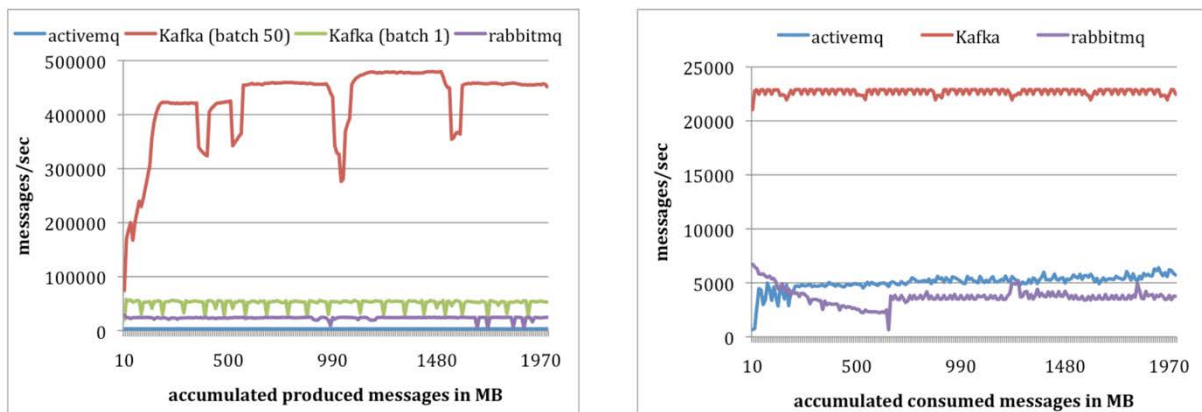 activemq Kafka (batch 50) Kafka (batch 1) rabbitmq
500000
400000
300000
200000
100000
0
messages/sec
10 500 990 1480 1970
accumulated produced messages in MB
activemq Kafka rabbitmq
25000
20000
15000
10000
5000
0
messages/sec
10 500 990 1480 1970
accumulated consumed messages in MB